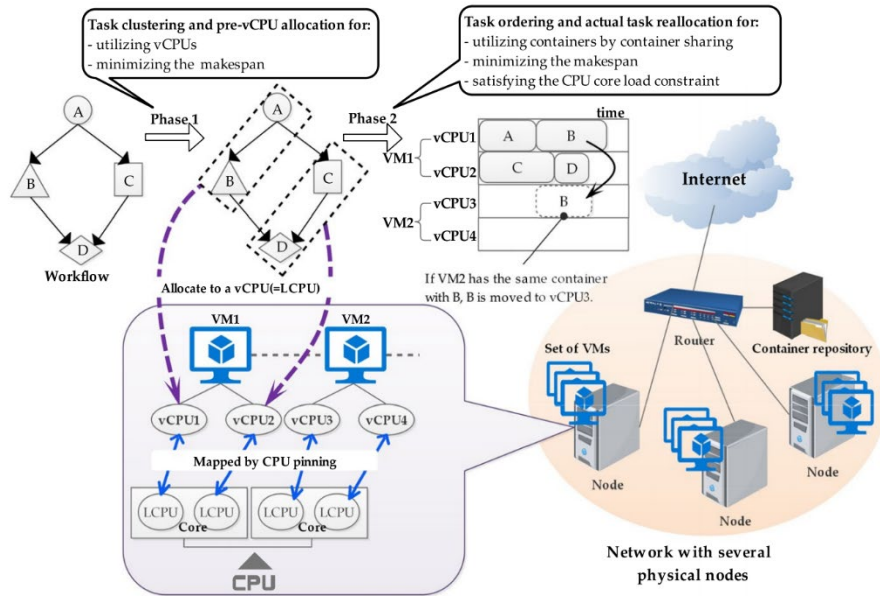 Task clustering and pre-vCPU allocation for:
- utilizing vCPUs
- minimizing the makespan
Task ordering and actual task reallocation for:
- utilizing containers by container sharing
- minimizing the makespan
- satisfying the CPU core load constraint
A
B
C
D
Workflow
Phase 1
A
B
C
D
Phase 2
time
VM1
vCPU1
A
B
vCPU2
C
D
VM2
vCPU3
B
vCPU4
If VM2 has the same container
with B, B is moved to vCPU3.
Allocate to a vCPU(=LCPU)
VM1
VM2
vCPU1
vCPU2
vCPU3
vCPU4
Mapped by CPU pinning
LCPU
LCPU
LCPU
LCPU
Core
Core
CPU
Internet
Router
Container repository
Set of VMs
Node
Node
Node
Network with several
physical nodes